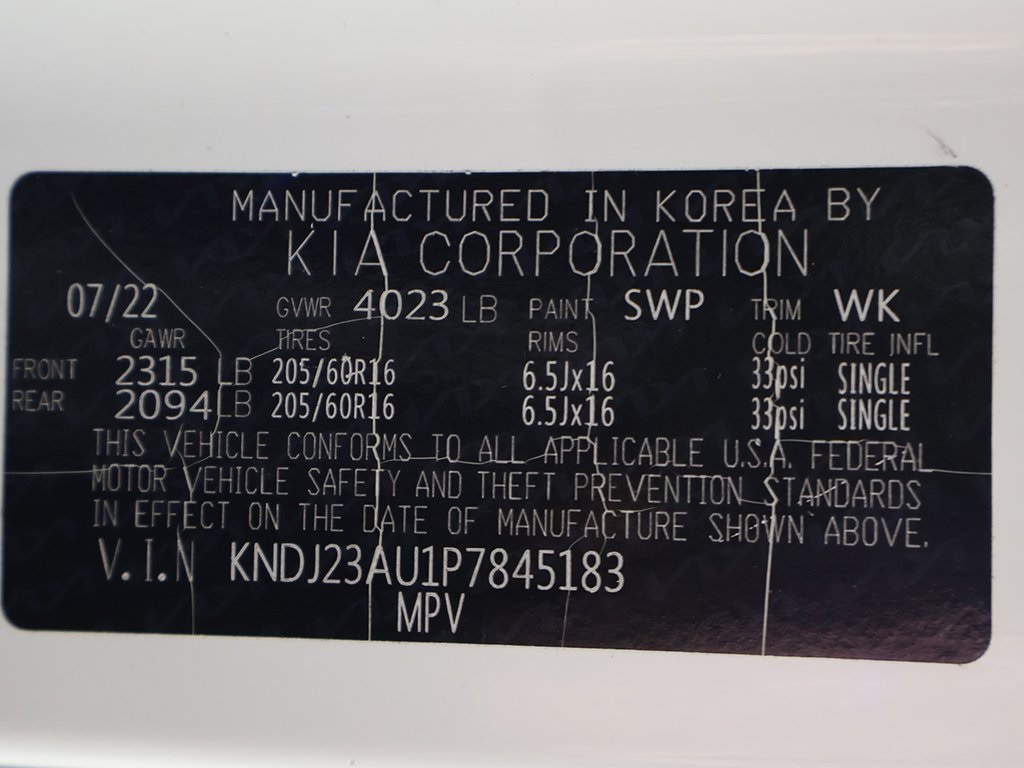 MANUFACTURED IN KOREA BY
KIA CORPORATION
07/22 GVWR 4023 LB PAINT SWP TRIM WK
GAWR TIRES RIMS COLD TIRE INFL
FRONT 2315 LB 205/60R16 6.5Jx16 33psi SINGLE
REAR 2094 LB 205/60R16 6.5Jx16 33psi SINGLE
THIS VEHICLE CONFORMS TO ALL APPLICABLE U.S.A. FEDERAL
MOTOR VEHICLE SAFETY AND THEFT PREVENTION STANDARDS
IN EFFECT ON THE DATE OF MANUFACTURE SHOWN ABOVE.
V.I.N KNDJ23AU1P7845183
MPV